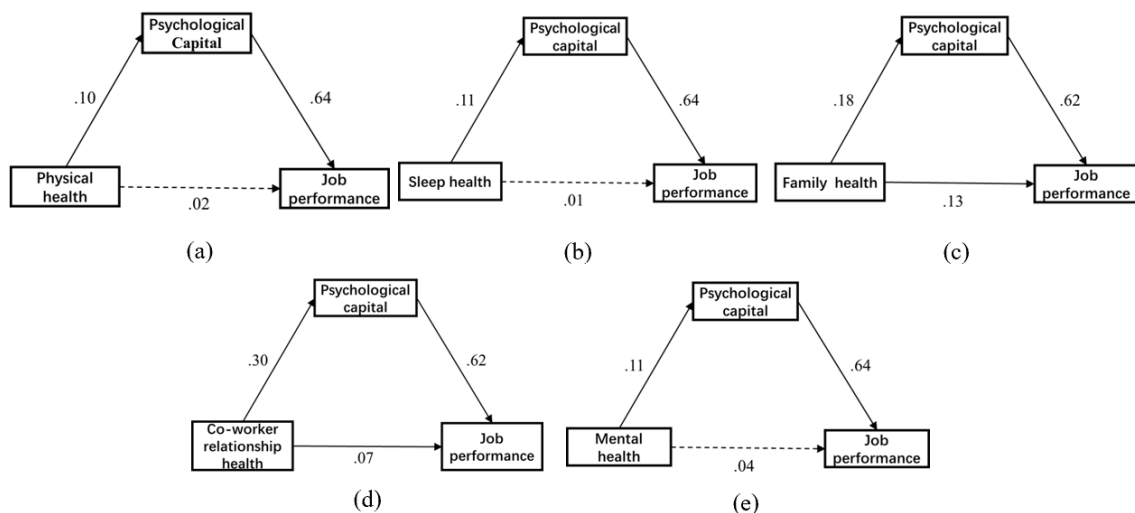 Psychological
Capital
.10
.64
Physical
health
Job
performance
.02
(a)
Psychological
capital
.11
.64
Sleep health
Job
performance
.01
(b)
Psychological
capital
.18
.62
Family health
Job
performance
.13
(c)
Psychological
capital
.30
.62
Co-worker
relationship
health
Job
performance
.07
(d)
Psychological
capital
.11
.64
Mental
health
Job
performance
.04
(e)